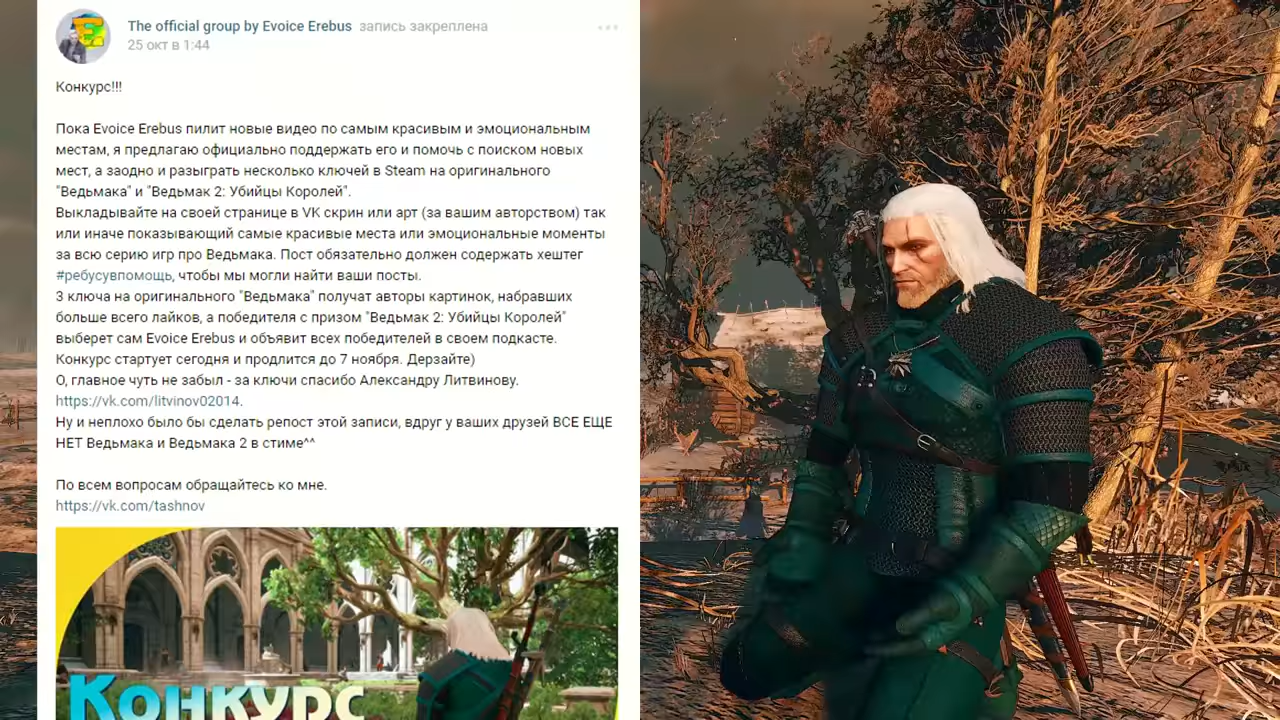 The official group by Evoice Erebus запись закреплена
25 окт в 1:44
Конкурс!!!
Пока Evoice Erebus пилит новые видео по самым красивым и эмоциональным
местам, я предлагаю официально поддержать его и помочь с поиском новых
мест, а заодно и разыграть несколько ключей в Steam на оригинального
"Ведьмака" и "Ведьмак 2: Убийцы Королей".
Выкладывайте на своей странице в VK скрин или арт (за вашим авторством) так
или иначе показывающий самые красивые места или эмоциональные моменты
за всю серию игр про Ведьмака. Пост обязательно должен содержать хештег
#ребусувпомощь, чтобы мы могли найти ваши посты.
3 ключа на оригинального "Ведьмака" получат авторы картинок, набравших
больше всего лайков, а победителя с призом "Ведьмак 2: Убийцы Королей"
выберет сам Evoice Erebus и объявит всех победителей в своем подкасте.
Конкурс стартует сегодня и продлится до 7 ноября. Дерзайте)
О, главное чуть не забыл - за ключи спасибо Александру Литвинову.
https://vk.com/litvinov02014.
Ну и неплохо было бы сделать репост этой записи, вдруг у ваших друзей ВСЕ ЕЩЕ
НЕТ Ведьмака и Ведьмака 2 в стиме^^
По всем вопросам обращайтесь ко мне.
https://vk.com/tashnov
Конкурс